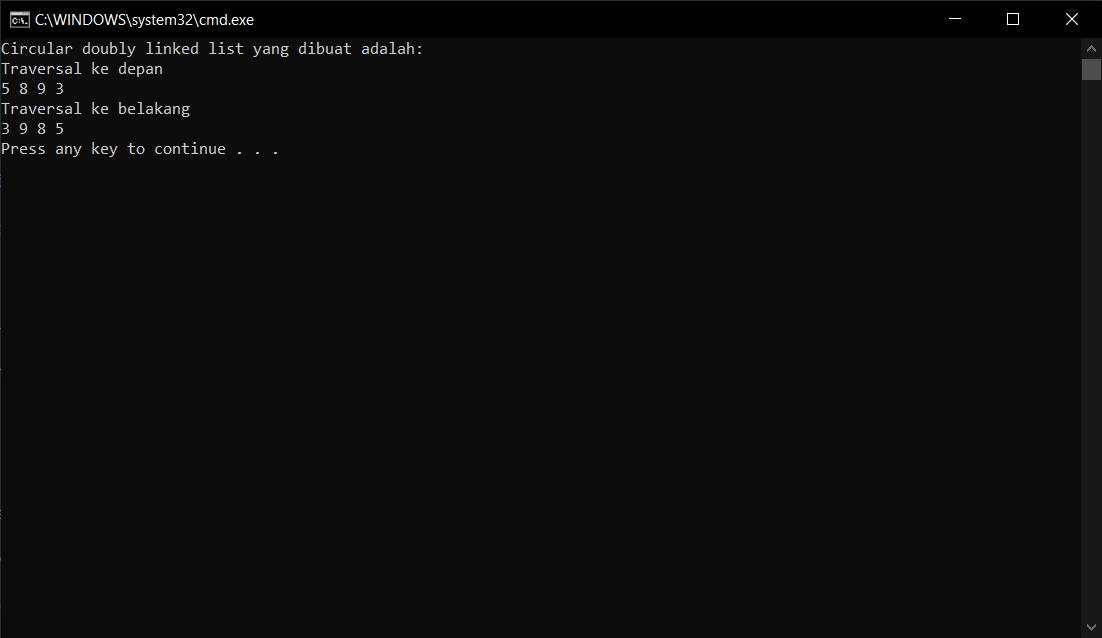 C:\WINDOWS\system32\cmd.exe
Circular doubly linked list yang dibuat adalah:
Traversal ke depan
5 8 9 3
Traversal ke belakang
3 9 8 5
Press any key to continue . . .